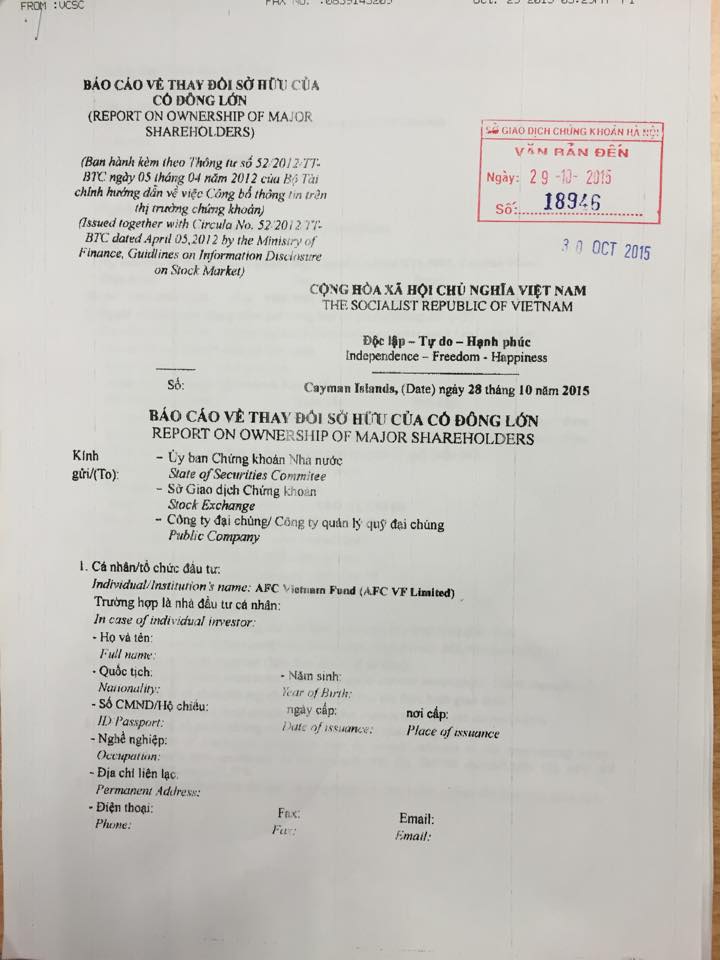 FROM :VCSC
FAX NO. :0839143209
Oct. 29 2015 05:29PM P1
BÁO CÁO VỀ THAY ĐỔI SỞ HỮU CỦA
CỔ ĐÔNG LỚN
(REPORT ON OWNERSHIP OF MAJOR
SHAREHOLDERS)
(Ban hành kèm theo Thông tư số 52/2012/TT-
BTC ngày 05 tháng 04 năm 2012 của Bộ Tài
chính hướng dẫn về việc Công bố thông tin trên
thị trường chứng khoán)
(Issued together with Circula No. 52/2012/TT-
BTC dated April 05,2012 by the Ministry of
Finance, Guidlines on Information Disclosure
on Stock Market)
SỞ GIAO DỊCH CHỨNG KHOÁN HÀ NỘI
VĂN BẢN ĐẾN
Ngày: 29-10-2015
Số: 18946
30 OCT 2015
CỘNG HÒA XÃ HỘI CHỦ NGHĨA VIỆT NAM
THE SOCIALIST REPUBLIC OF VIETNAM
Độc lập – Tự do – Hạnh phúc
Independence – Freedom - Happiness
Số:
Cayman Islands, (Date) ngày 28 tháng 10 năm 2015
BÁO CÁO VỀ THAY ĐỔI SỞ HỮU CỦA CỔ ĐÔNG LỚN
REPORT ON OWNERSHIP OF MAJOR SHAREHOLDERS
Kính gửi/(To):
– Ủy ban Chứng khoán Nhà nước
State of Securities Commitee
– Sở Giao dịch Chứng khoán
Stock Exchange
– Công ty đại chúng/ Công ty quản lý quỹ đại chúng
Public Company
1. Cá nhân/tổ chức đầu tư:
Individual/Institution's name: AFC Vietnam Fund (AFC VF Limited)
Trường hợp là nhà đầu tư cá nhân:
In case of individual investor:
- Họ và tên:
Full name:
- Quốc tịch: - Năm sinh:
Nationality: Year of Birth:
- Số CMND/Hộ chiếu: ngày cấp: nơi cấp:
ID Passport: Date of issuance: Place of issuance
- Nghề nghiệp:
Occupation:
- Địa chỉ liên lạc:
Permanent Address:
- Điện thoại: Fax: Email:
Phone: Fax: Email: